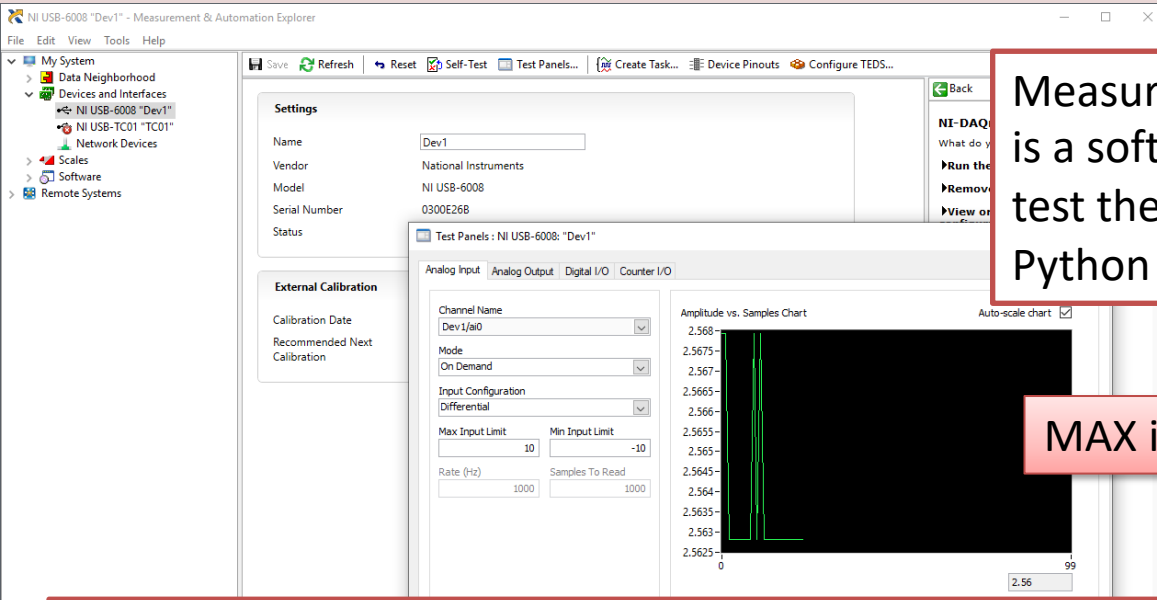 NI USB-6008 "Dev1" - Measurement & Automation Explorer
File Edit View Tools Help
My System
Data Neighborhood
Devices and Interfaces
NI USB-6008 "Dev1"
NI USB-TC01 "TC01"
Network Devices
Scales
Software
Remote Systems
Save Refresh Reset Self-Test Test Panels... Create Task... Device Pinouts Configure TEDS...
Settings
Name Dev1
Vendor National Instruments
Model NI USB-6008
Serial Number 0300E26B
Status
External Calibration
Calibration Date
Recommended Next
Calibration
Back
NI-DAQ
What do y
Run the
Remov
View or
Measur
is a soft
test the
Python
Test Panels : NI USB-6008: "Dev1"
Analog Input Analog Output Digital I/O Counter I/O
Channel Name
Dev1/ai0
Mode
On Demand
Input Configuration
Differential
Max Input Limit Min Input Limit
10 -10
Rate (Hz) Samples To Read
1000 1000
Amplitude vs. Samples Chart Auto-scale chart
2.568
2.5675
2.567
2.5665
2.566
2.5655
2.565
2.5645
2.564
2.5635
2.563
2.5625
0 99
2.56
MAX i